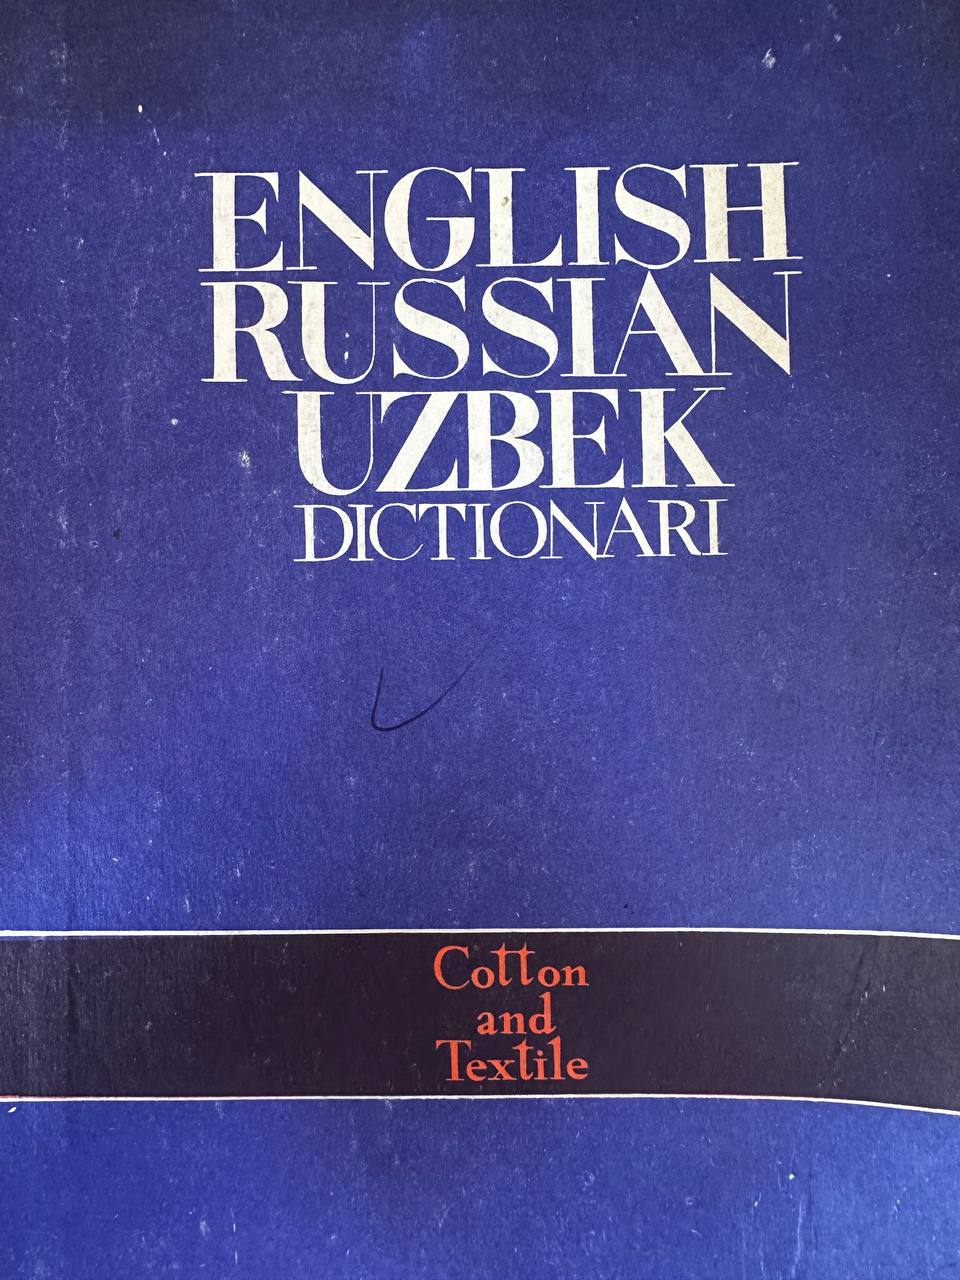 ENGLISH
RUSSIAN
UZBEK
DICTIONARI
Cotton
and
Textile